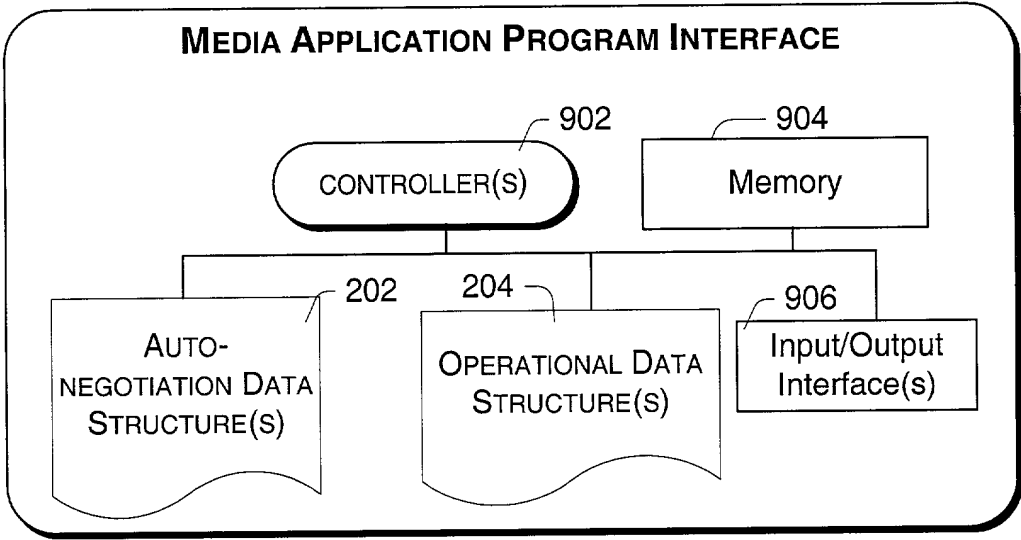 MEDIA APPLICATION PROGRAM INTERFACE
902
904
CONTROLLER(S)
Memory
202
204
906
AUTO-
NEGOTIATION DATA
STRUCTURE(S)
OPERATIONAL DATA
STRUCTURE(S)
Input/Output
Interface(s)